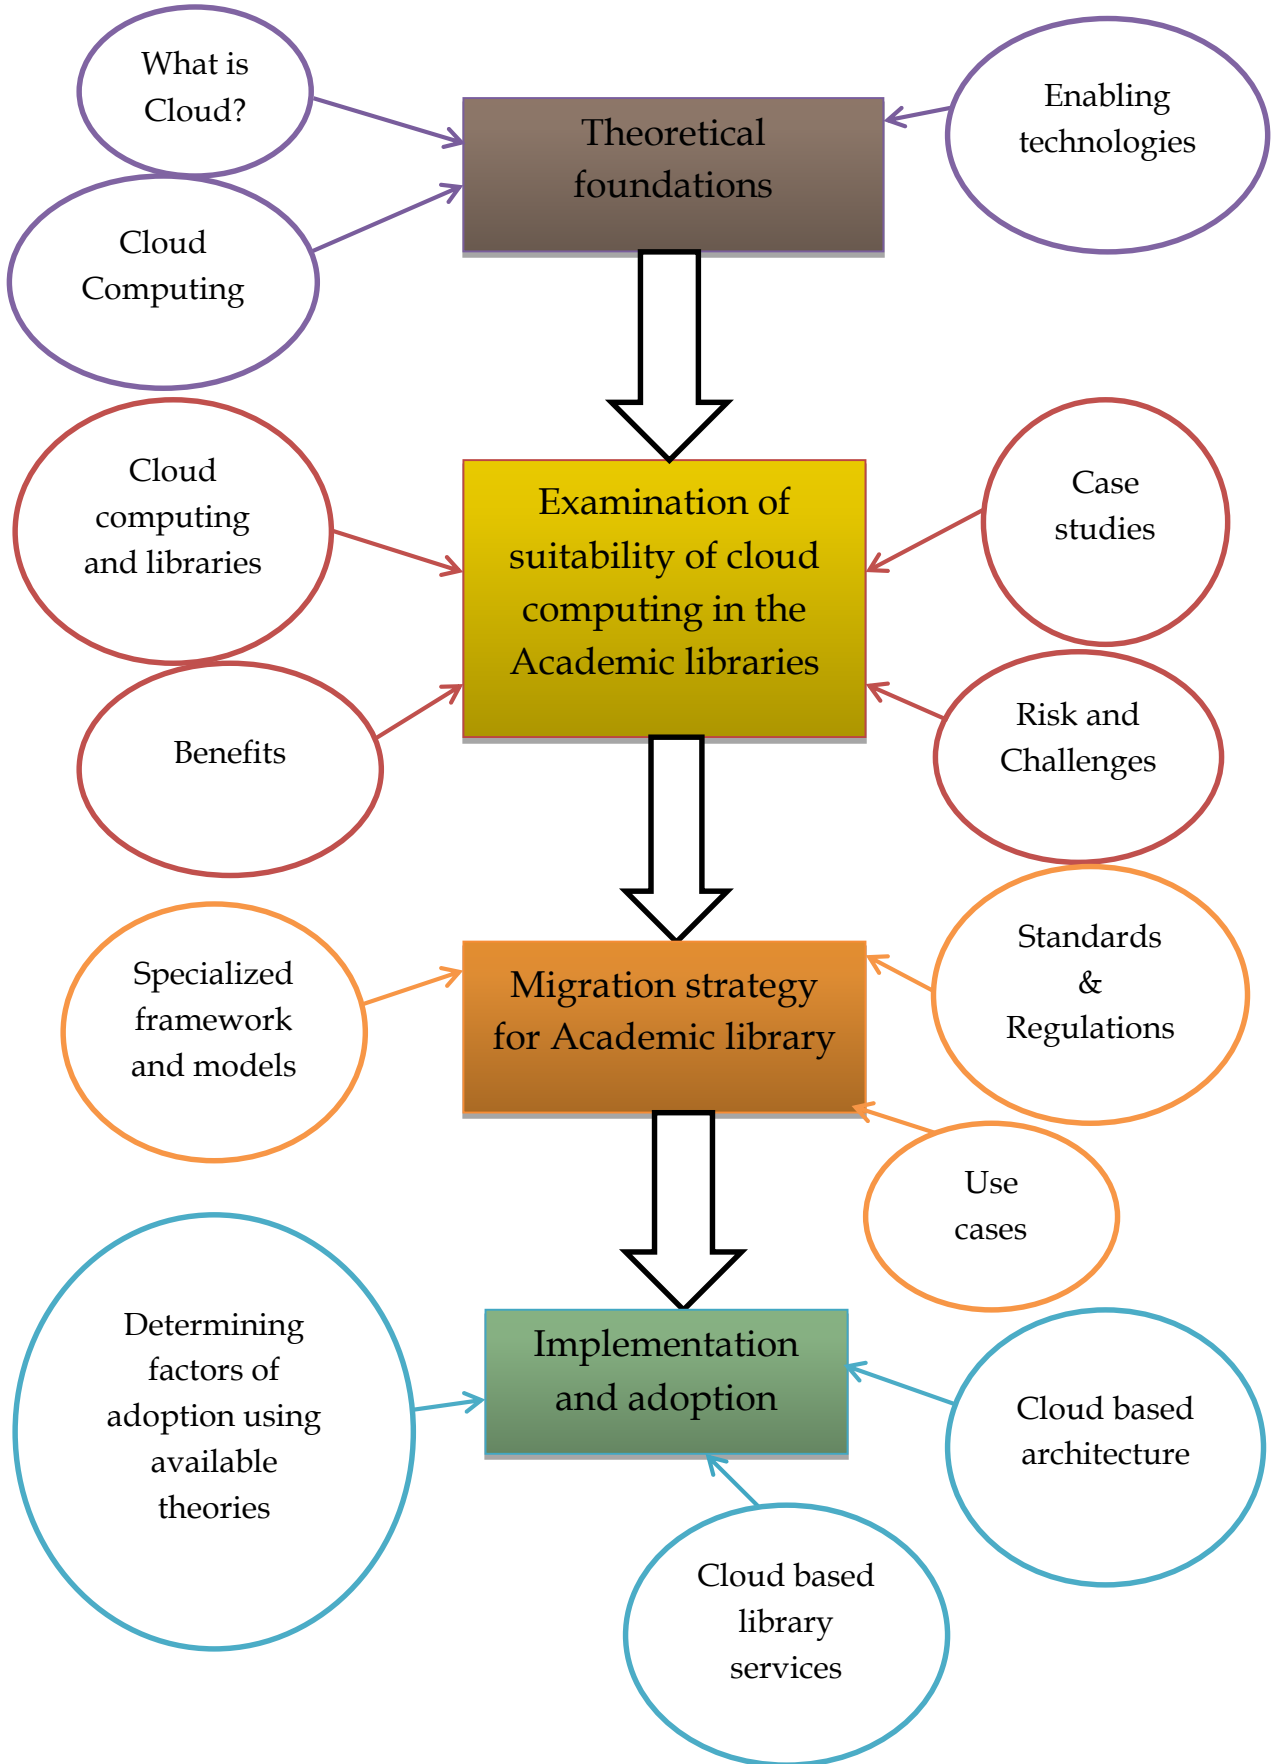 What is
Cloud?
Theoretical
foundations
Enabling
technologies
Cloud
Computing
Cloud
computing
and libraries
Examination of
suitability of cloud
computing in the
Academic libraries
Case
studies
Benefits
Risk and
Challenges
Specialized
framework
and models
Migration strategy
for Academic library
Standards
&
Regulations
Use
cases
Determining
factors of
adoption using
available
theories
Implementation
and adoption
Cloud based
architecture
Cloud based
library
services